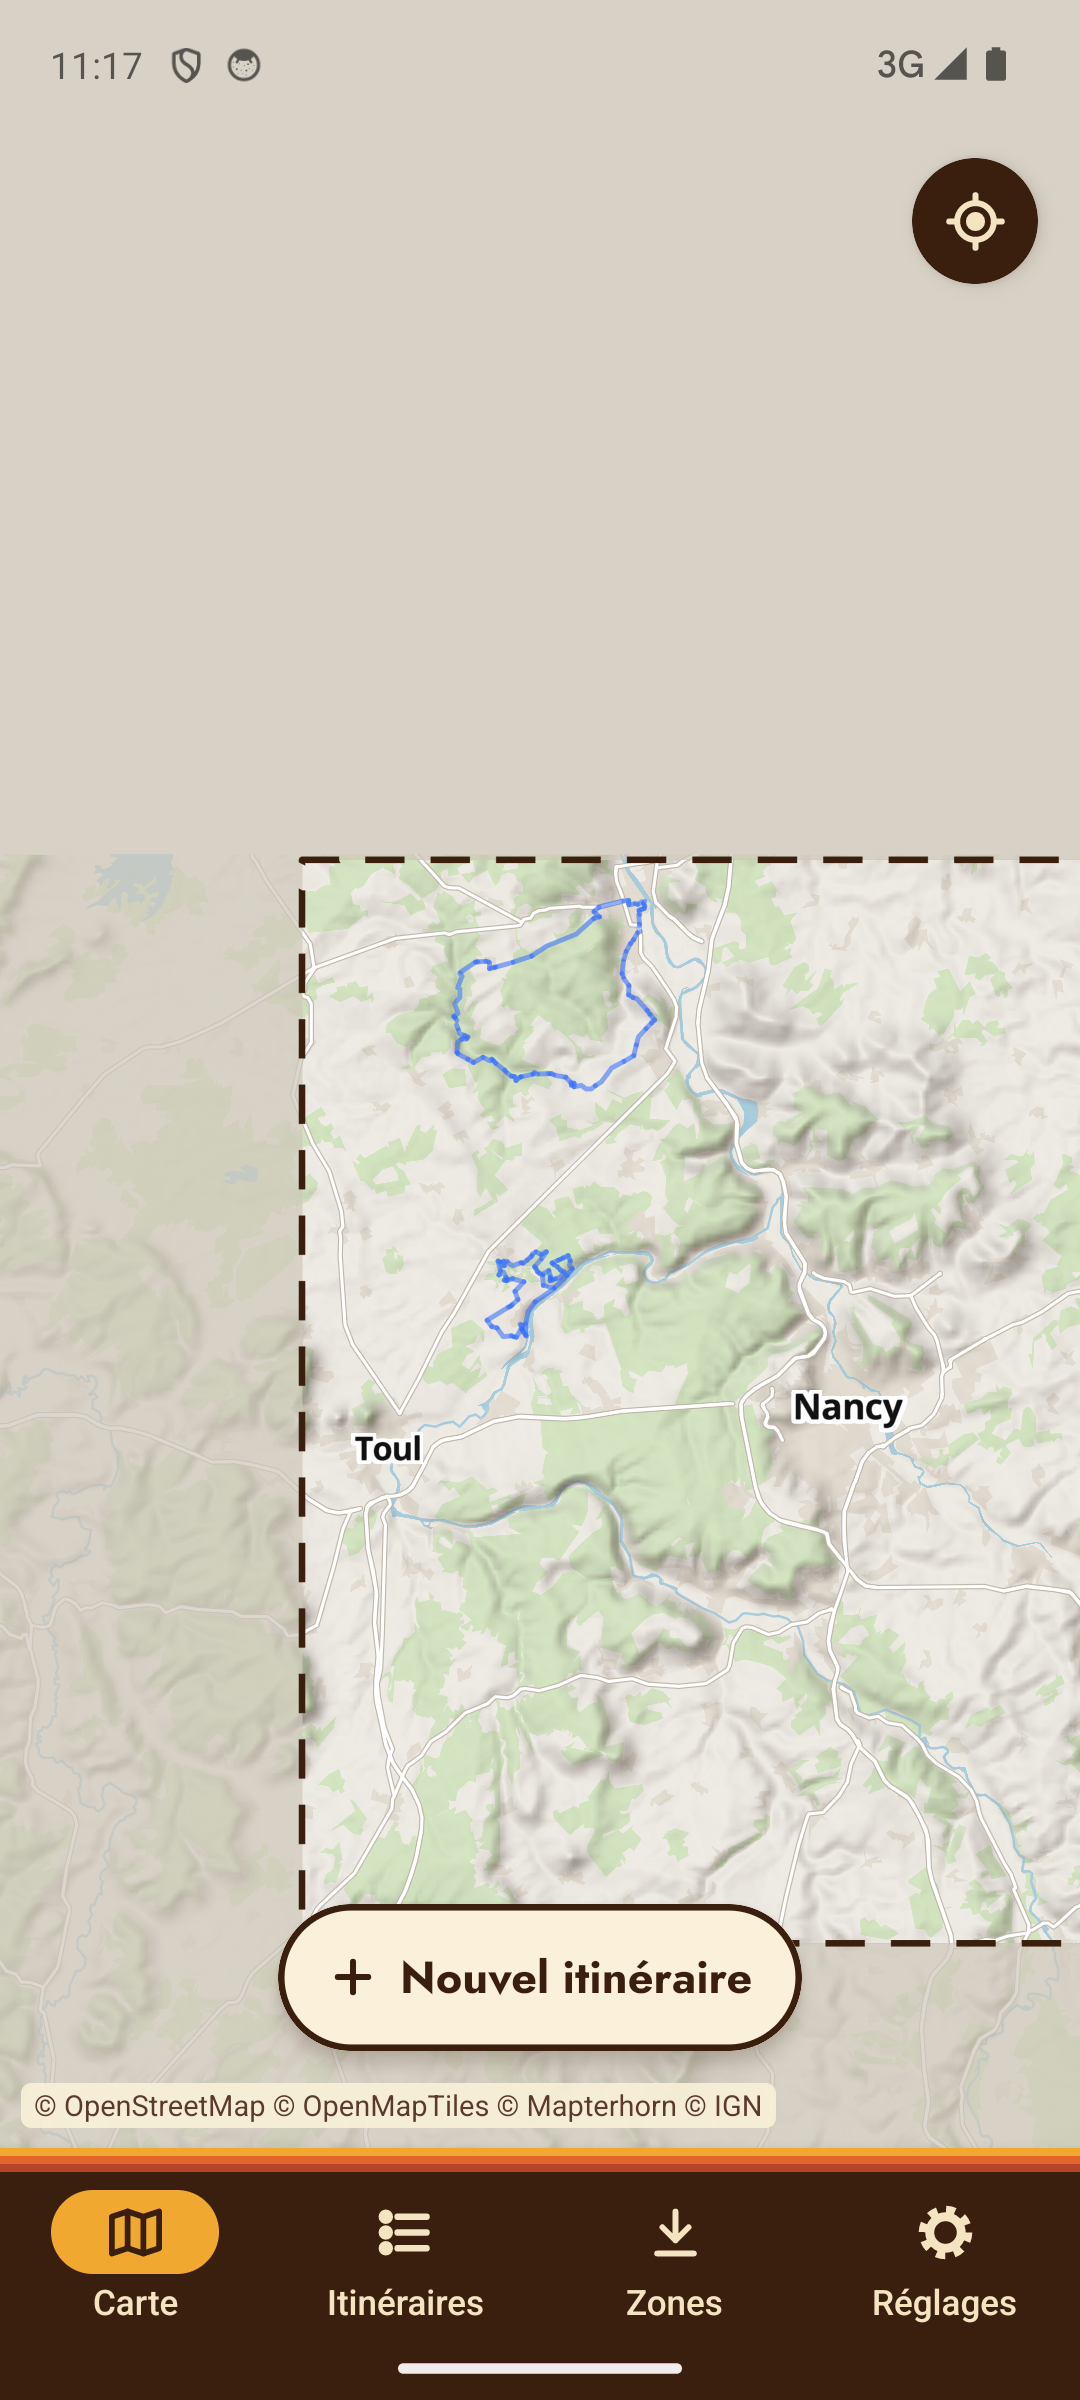 11:17
3G
Nancy
Toul
Nouvel itinéraire
© OpenStreetMap © OpenMapTiles © Mapterhorn © IGN
Carte
Itinéraires
Zones
Réglages